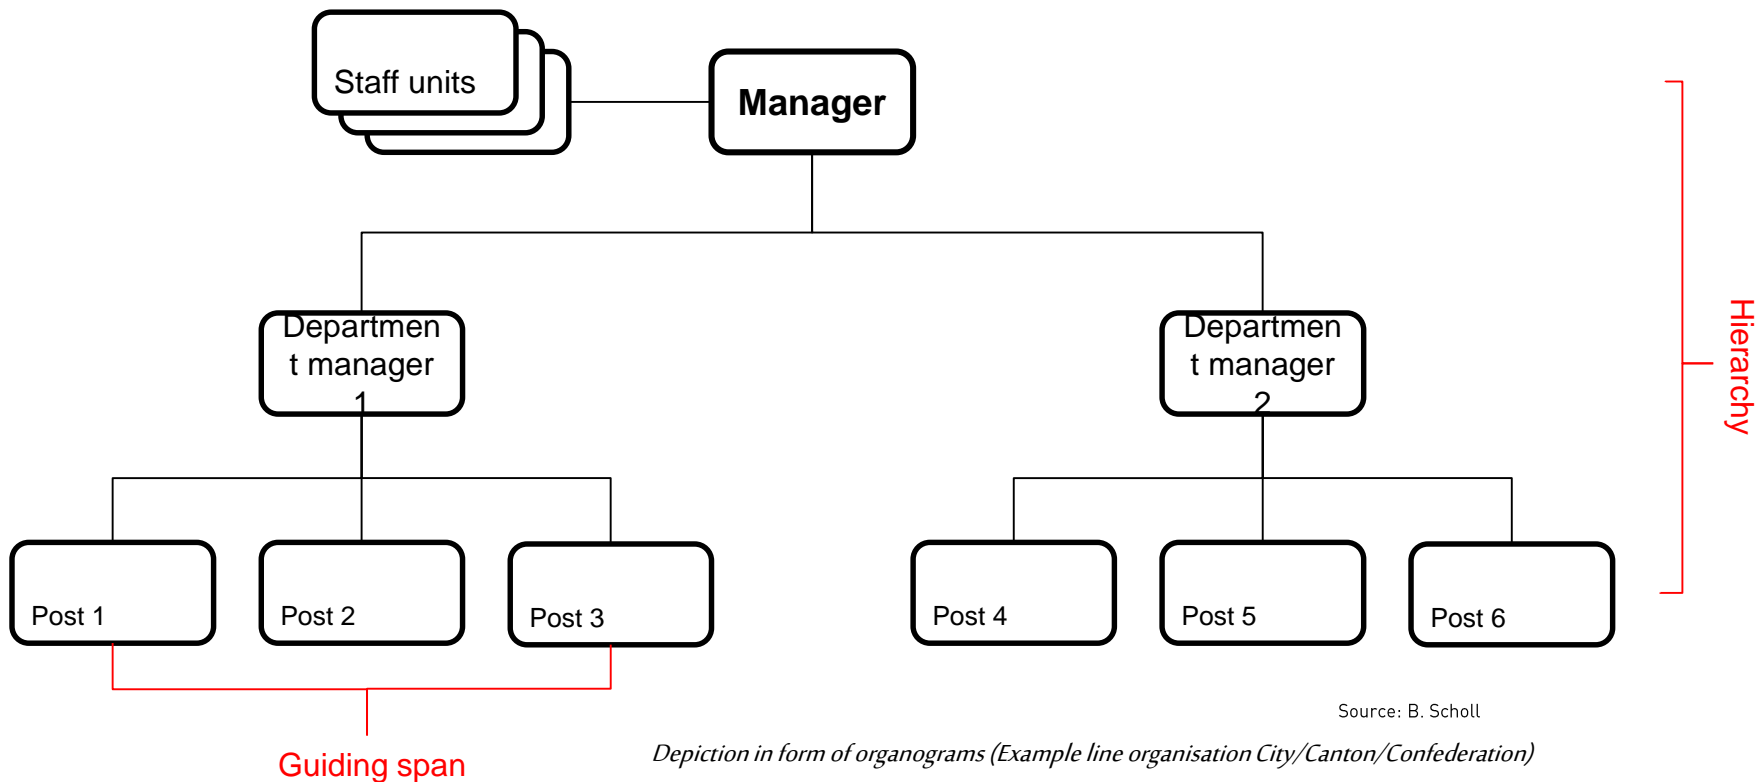 Staff units
Manager
Departmen
t manager
1
Departmen
t manager
2
Hierarchy
Post 1
Post 2
Post 3
Post 4
Post 5
Post 6
Guiding span
Source: B. Scholl
Depiction in form of organograms (Example line organisation City/Canton/Confederation)